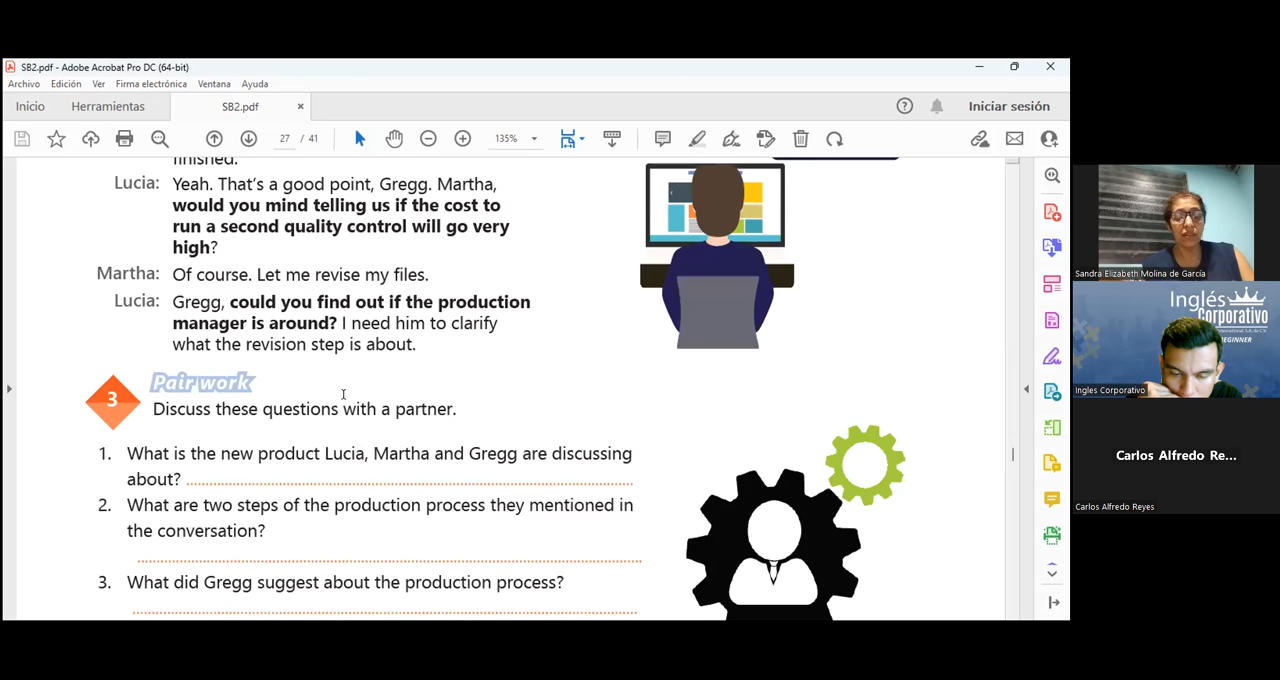 SB2.pdf - Adobe Acrobat Pro DC (64-bit)
Archivo Edición Ver Firma electrónica Ventana Ayuda
Inicio Herramientas SB2.pdf × Iniciar sesión
27 / 41 135%
finished.
Lucia: Yeah. That's a good point, Gregg. Martha,
would you mind telling us if the cost to
run a second quality control will go very
high?
Martha: Of course. Let me revise my files.
Lucia: Gregg, could you find out if the production
manager is around? I need him to clarify
what the revision step is about.
3
Pair work
Discuss these questions with a partner.
1. What is the new product Lucia, Martha and Gregg are discussing
about?
2. What are two steps of the production process they mentioned in
the conversation?
3. What did Gregg suggest about the production process?
Sandra Elizabeth Molina de García
Inglés
Corporativo
International, S.A. de C.V.
Ingles Corporativo
Carlos Alfredo Re...
Carlos Alfredo Reyes